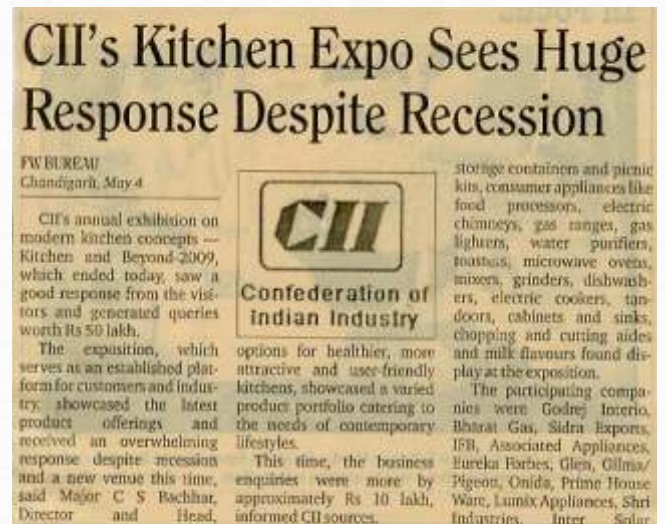 CII's Kitchen Expo Sees Huge
Response Despite Recession
FW BUREAU
Chandigarh, May 4
CII's annual exhibition on
modern kitchen concepts —
Kitchen and Beyond-2009,
which ended today, saw a
good response from the visi-
tors and generated queries
worth Rs 50 lakh.
The exposition, which
serves as an established plat-
form for customers and indus-
try, showcased the latest
product offerings and
received an overwhelming
response despite recession
and a new venue this time,
said Major C S Bachhar,
Director and Head,
CII
Confederation of
Indian Industry
options for healthier, more
attractive and user-friendly
kitchens, showcased a varied
product portfolio catering to
the needs of contemporary
lifestyles.
This time, the business
enquiries were more by
approximately Rs 10 lakh,
informed CII sources.
storage containers and picnic
kits, consumer appliances like
food processors, electric
chimneys, gas ranges, gas
lighters, water purifiers,
toasters, microwave ovens,
mixers, grinders, dishwash-
ers, electric cookers, tan-
doors, cabinets and sinks,
chopping and cutting aides
and milk flavours found dis-
play at the exposition.
The participating compa-
nies were Godrej Interio,
Bharat Gas, Sidra Exports,
IFB, Associated Appliances,
Eureka Forbes, Glen, Gilma/
Pigeon, Onida, Prime House
Ware, Lumix Appliances, Shri
Industries, Inter Solar